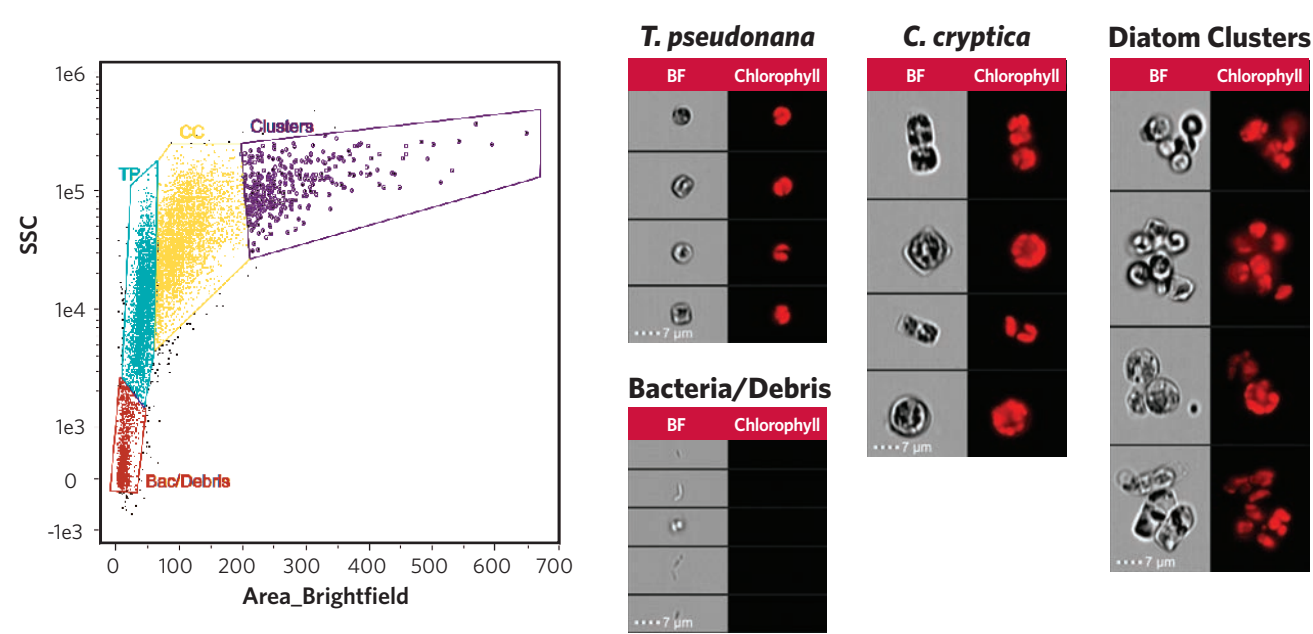 1e6
1e5
1e4
1e3
0
-1e3
SSC
CC
Clusters
TP
Bac/Debris
0 100 200 300 400 500 600 700
Area_Brightfield
T. pseudonana
BF Chlorophyll
7 µm
Bacteria/Debris
BF Chlorophyll
7 µm
C. cryptica
BF Chlorophyll
7 µm
Diatom Clusters
BF Chlorophyll
7 µm